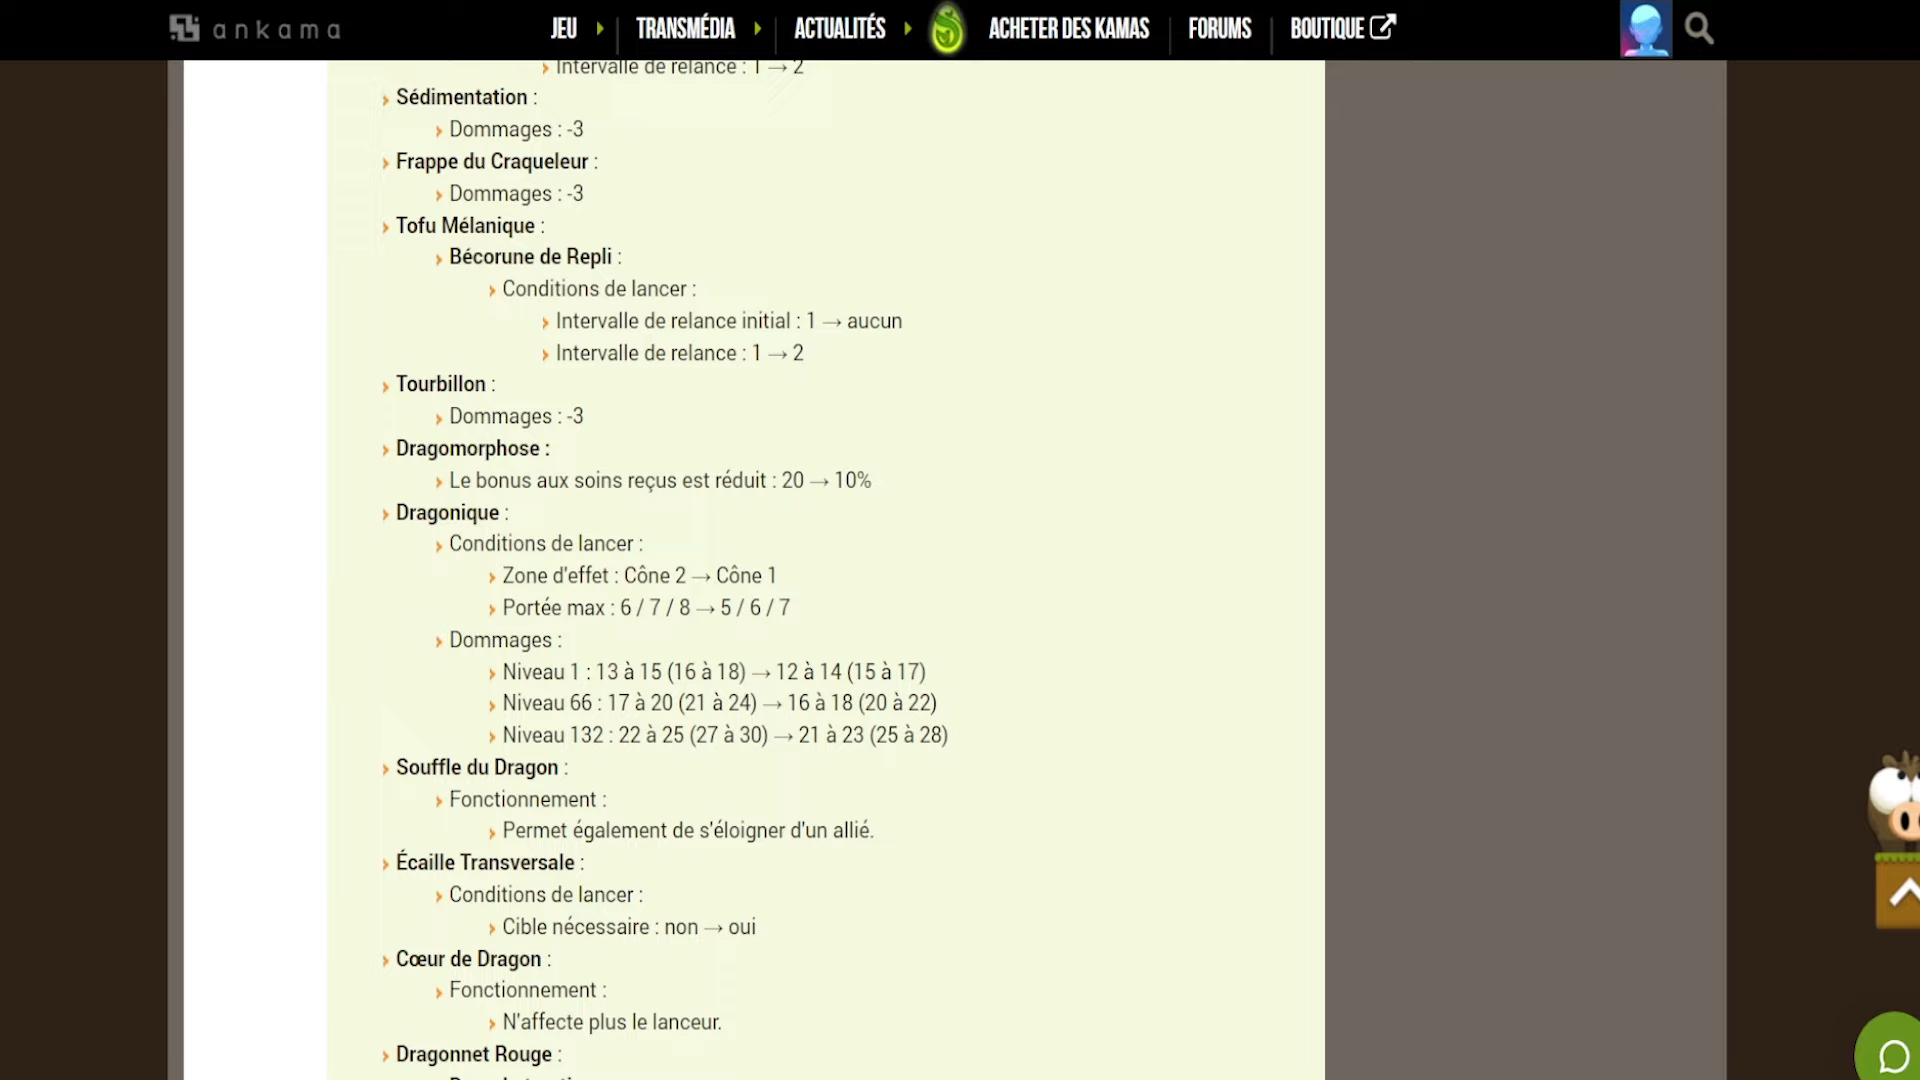 ankama
JEU
TRANSMÉDIA
ACTUALITÉS
ACHETER DES KAMAS
FORUMS
BOUTIQUE
Intervalle de relance : 1 → 2
Sédimentation :
Dommages : -3
Frappe du Craqueleur :
Dommages : -3
Tofu Mélanique :
Bécorune de Repli :
Conditions de lancer :
Intervalle de relance initial : 1 → aucun
Intervalle de relance : 1 → 2
Tourbillon :
Dommages : -3
Dragomorphose :
Le bonus aux soins reçus est réduit : 20 → 10%
Dragonique :
Conditions de lancer :
Zone d'effet : Cône 2 → Cône 1
Portée max : 6 / 7 / 8 → 5 / 6 / 7
Dommages :
Niveau 1 : 13 à 15 (16 à 18) → 12 à 14 (15 à 17)
Niveau 66 : 17 à 20 (21 à 24) → 16 à 18 (20 à 22)
Niveau 132 : 22 à 25 (27 à 30) → 21 à 23 (25 à 28)
Souffle du Dragon :
Fonctionnement :
Permet également de s'éloigner d'un allié.
Écaille Transversale :
Conditions de lancer :
Cible nécessaire : non → oui
Cœur de Dragon :
Fonctionnement :
N'affecte plus le lanceur.
Dragonnet Rouge :